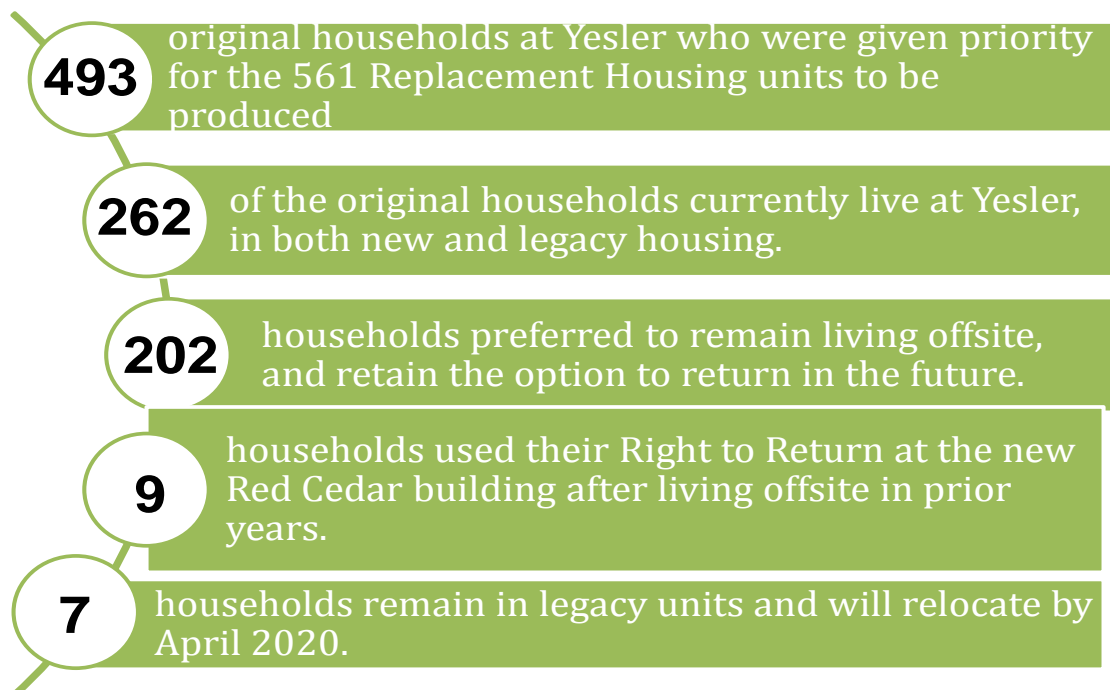 493
original households at Yesler who were given priority
for the 561 Replacement Housing units to be
produced
262
of the original households currently live at Yesler,
in both new and legacy housing.
202
households preferred to remain living offsite,
and retain the option to return in the future.
9
households used their Right to Return at the new
Red Cedar building after living offsite in prior
years.
7
households remain in legacy units and will relocate by
April 2020.